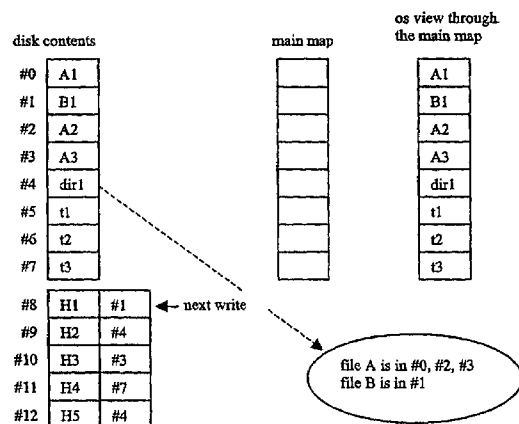 os view through
the main map
disk contents
main map
#0 A1 A1
#1 B1 B1
#2 A2 A2
#3 A3 A3
#4 dir1 dir1
#5 t1 t1
#6 t2 t2
#7 t3 t3
#8 H1 #1 next write
#9 H2 #4
#10 H3 #3
#11 H4 #7
#12 H5 #4
file A is in #0, #2, #3
file B is in #1